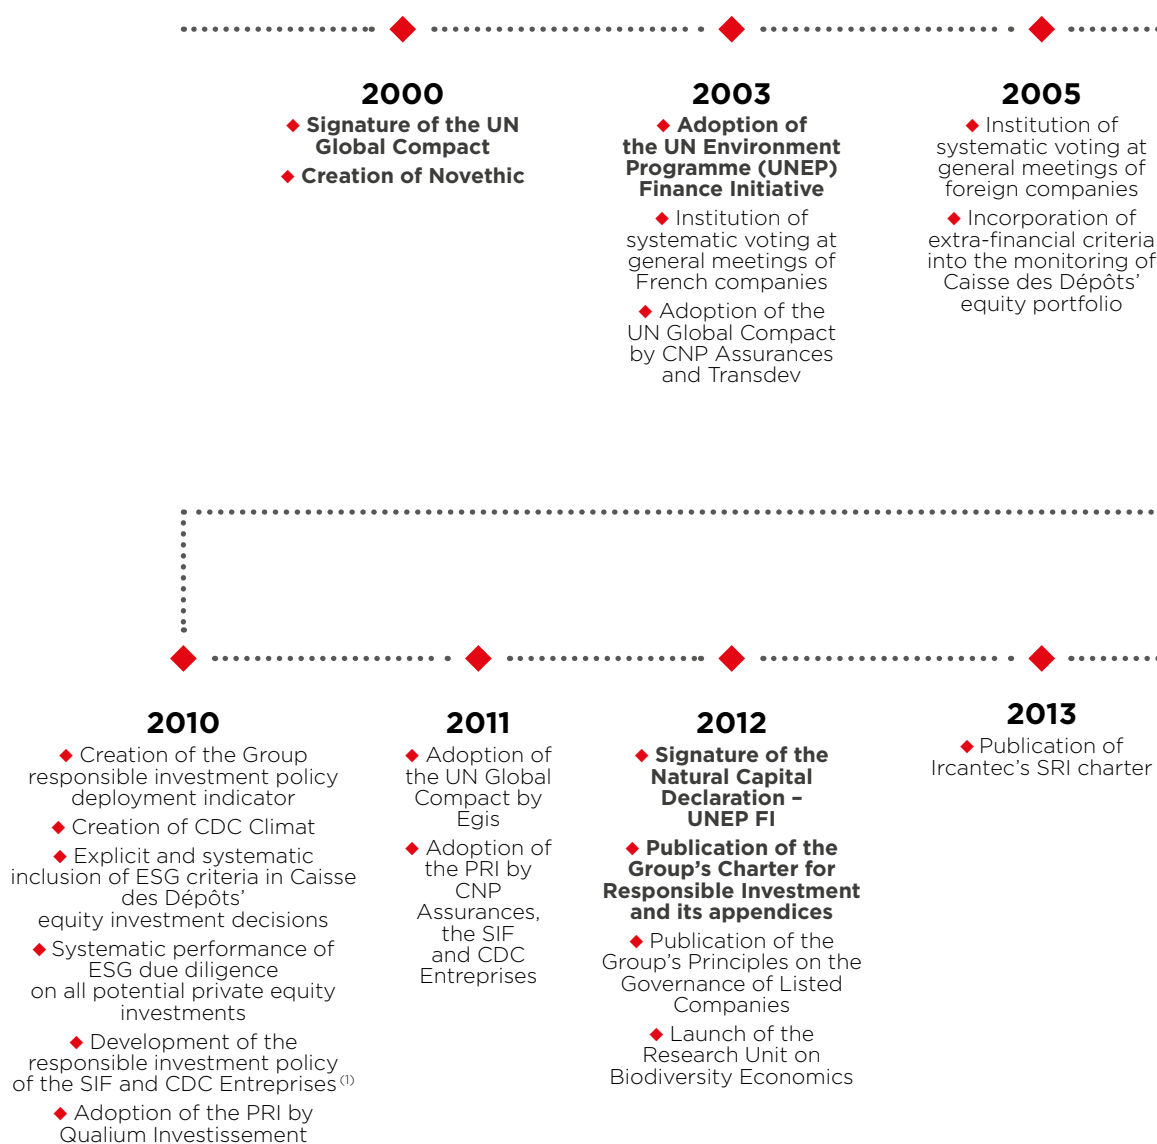 2000
◆ Signature of the UN
Global Compact
◆ Creation of Novethic
2003
◆ Adoption of
the UN Environment
Programme (UNEP)
Finance Initiative
◆ Institution of
systematic voting at
general meetings of
French companies
◆ Adoption of the
UN Global Compact
by CNP Assurances
and Transdev
2005
◆ Institution of
systematic voting at
general meetings of
foreign companies
◆ Incorporation of
extra-financial criteria
into the monitoring of
Caisse des Dépôts’
equity portfolio
2010
◆ Creation of the Group
responsible investment policy
deployment indicator
◆ Creation of CDC Climat
◆ Explicit and systematic
inclusion of ESG criteria in Caisse
des Dépôts’
equity investment decisions
◆ Systematic performance of
ESG due diligence
on all potential private equity
investments
◆ Development of the
responsible investment policy
of the SIF and CDC Entreprises (1)
◆ Adoption of the PRI by
Qualium Investissement
2011
◆ Adoption of
the UN Global
Compact by
Egis
◆ Adoption of
the PRI by
CNP
Assurances,
the SIF
and CDC
Entreprises
2012
◆ Signature of the
Natural Capital
Declaration –
UNEP FI
◆ Publication of the
Group’s Charter for
Responsible Investment
and its appendices
◆ Publication of the
Group’s Principles on the
Governance of Listed
Companies
◆ Launch of the
Research Unit on
Biodiversity Economics
2013
◆ Publication of
Ircantec’s SRI charter